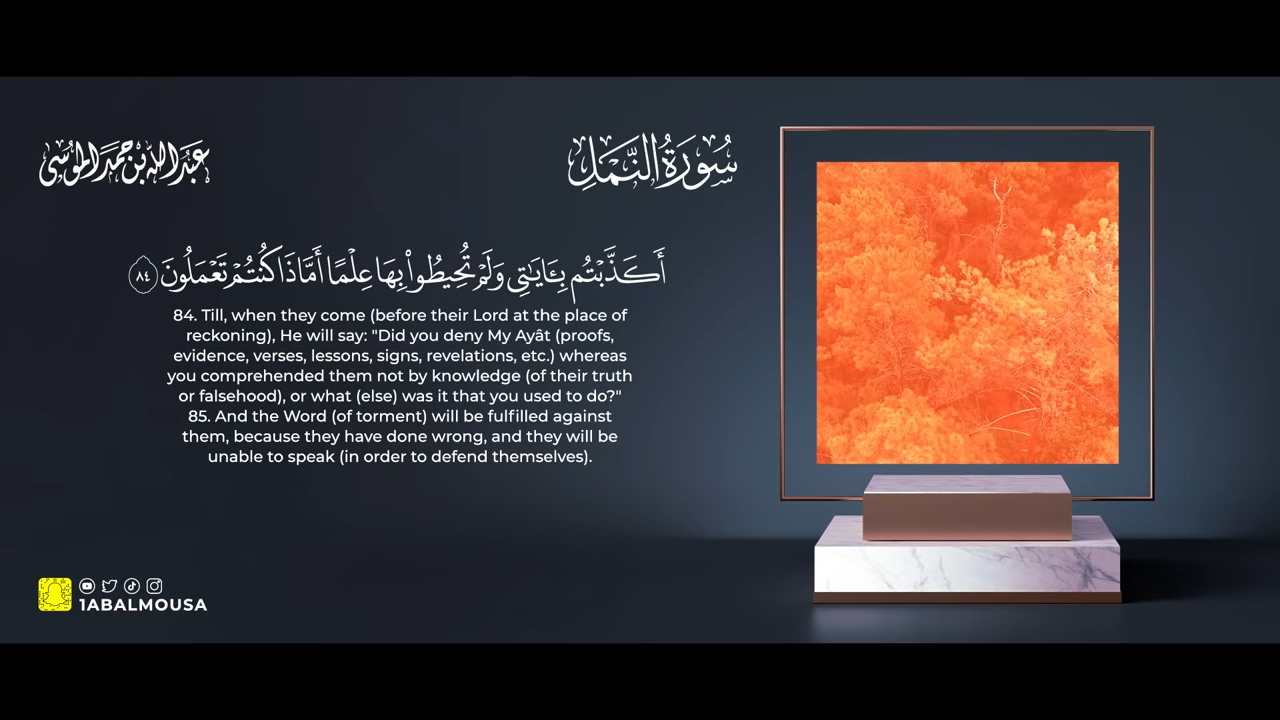 عبدالله بن حمد الموسى
سُورَةُ النَّمْلِ
أَكَذَّبْتُم بِـَٔايَـٰتِى وَلَمْ تُحِيطُوا۟ بِهَا عِلْمًا أَمَّاذَا كُنتُمْ تَعْمَلُونَ ٨٤
84. Till, when they come (before their Lord at the place of
reckoning), He will say: "Did you deny My Ayât (proofs,
evidence, verses, lessons, signs, revelations, etc.) whereas
you comprehended them not by knowledge (of their truth
or falsehood), or what (else) was it that you used to do?"
85. And the Word (of torment) will be fulfilled against
them, because they have done wrong, and they will be
unable to speak (in order to defend themselves).
1ABALMOUSA